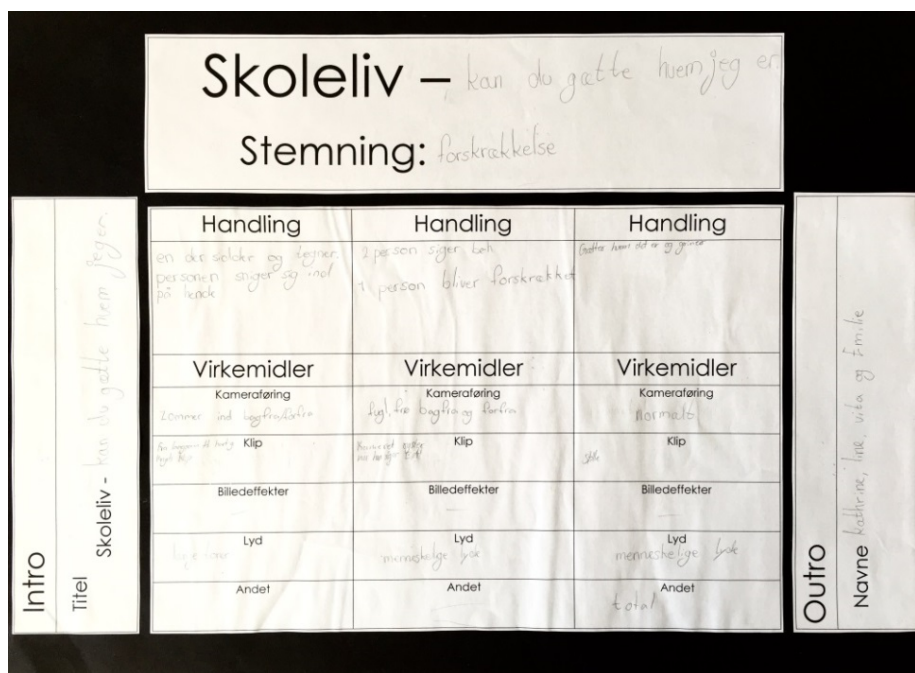 Skoleliv – kan du gætte hvem jeg er
Stemning: forskrækkelse
Intro
Titel
Skoleliv - kan du gætte hvem jeg er
Handling
en der sidder og tegner.
personen sniger sig ind
på
Handling
2 person siger bøh
1 person bliver forskrækket
Handling
Gætter hvem det er og griner
Virkemidler
Kameraføring
zoomer ind bagfra/forfra
Klip
Billedeffekter
—
Lyd
Andet
Virkemidler
Kameraføring
fugl, frø bagfra og forfra
Klip
Billedeffekter
—
Lyd
menneskelige lyde
Andet
Virkemidler
Kameraføring
normalt
Klip
Billedeffekter
—
Lyd
menneskelige lyde
Andet
total
Outro
Navne kathrine, line, vita og Emilie